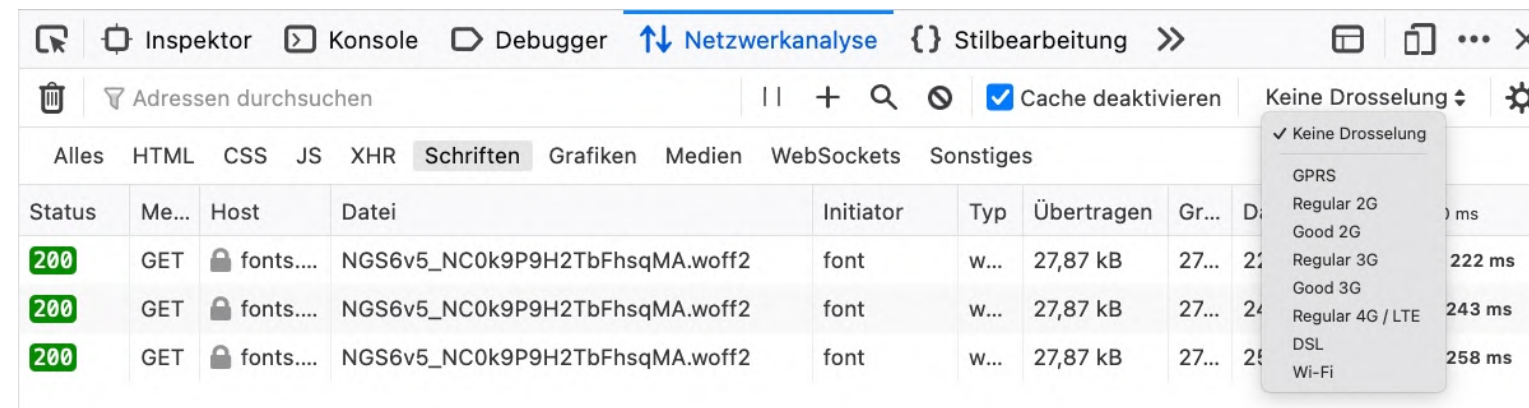 Inspektor Konsole Debugger Netzwerkanalyse {} Stilbearbeitung
Adressen durchsuchen Cache deaktivieren Keine Drosselung
Alles HTML CSS JS XHR Schriften Grafiken Medien WebSockets Sonstiges
✓ Keine Drosselung
GPRS
Regular 2G
Good 2G
Regular 3G
Good 3G
Regular 4G / LTE
DSL
Wi-Fi
Status Me... Host Datei Initiator Typ Übertragen Gr... ms
200 GET fonts.... NGS6v5_NC0k9P9H2TbFhsqMA.woff2 font w... 27,87 kB 27... 222 ms
200 GET fonts.... NGS6v5_NC0k9P9H2TbFhsqMA.woff2 font w... 27,87 kB 27... 243 ms
200 GET fonts.... NGS6v5_NC0k9P9H2TbFhsqMA.woff2 font w... 27,87 kB 27... 258 ms